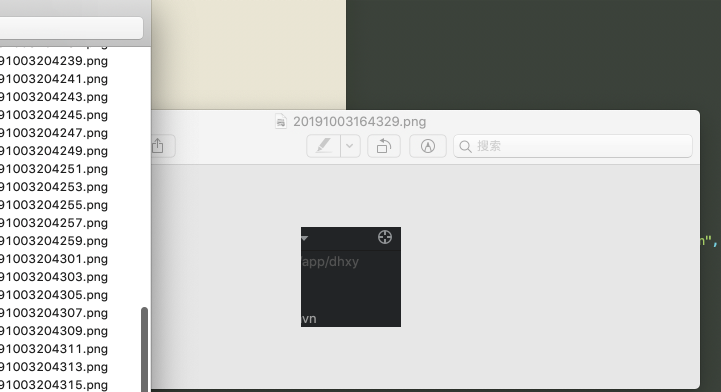 91003204239.png
91003204241.png
91003204243.png
91003204245.png
91003204247.png
91003204249.png
91003204251.png
91003204253.png
91003204255.png
91003204257.png
91003204259.png
91003204301.png
91003204303.png
91003204305.png
91003204307.png
91003204309.png
91003204311.png
91003204313.png
91003204315.png
20191003164329.png
搜索
/app/dhxy
vn
",